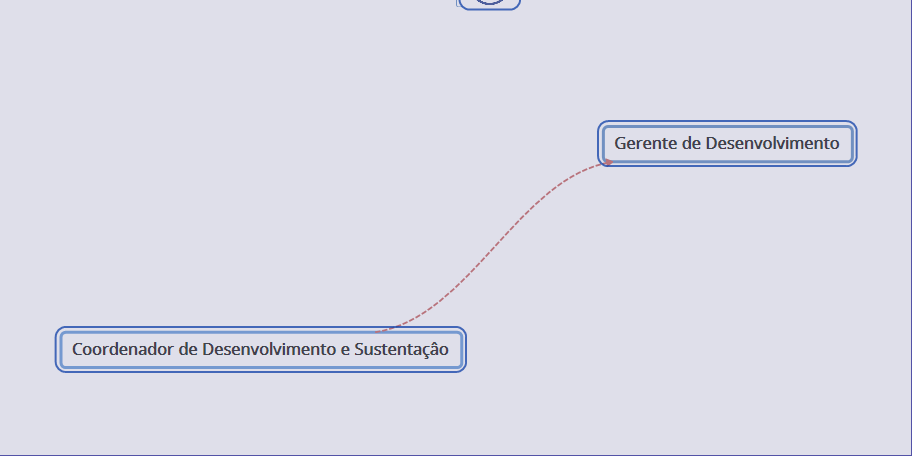 Gerente de Desenvolvimento
Coordenador de Desenvolvimento e Sustentação